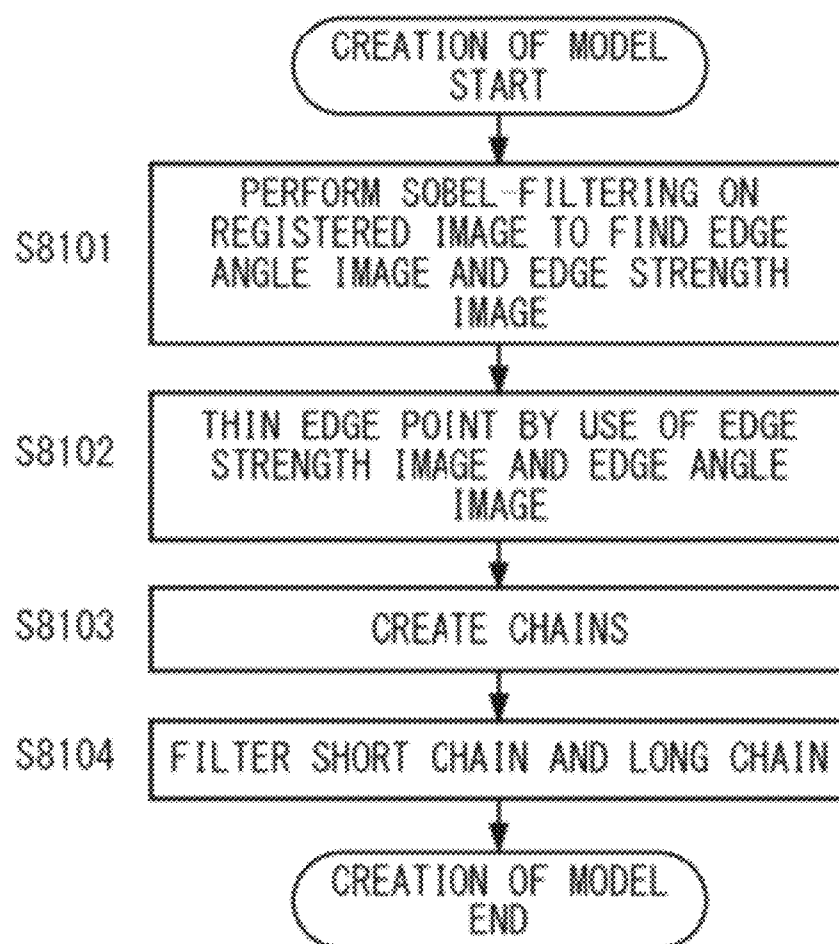 CREATION OF MODEL
START
S8101
PERFORM SOBEL-FILTERING ON
REGISTERED IMAGE TO FIND EDGE
ANGLE IMAGE AND EDGE STRENGTH
IMAGE
S8102
THIN EDGE POINT BY USE OF EDGE
STRENGTH IMAGE AND EDGE ANGLE
IMAGE
S8103
CREATE CHAINS
S8104
FILTER SHORT CHAIN AND LONG CHAIN
CREATION OF MODEL
END